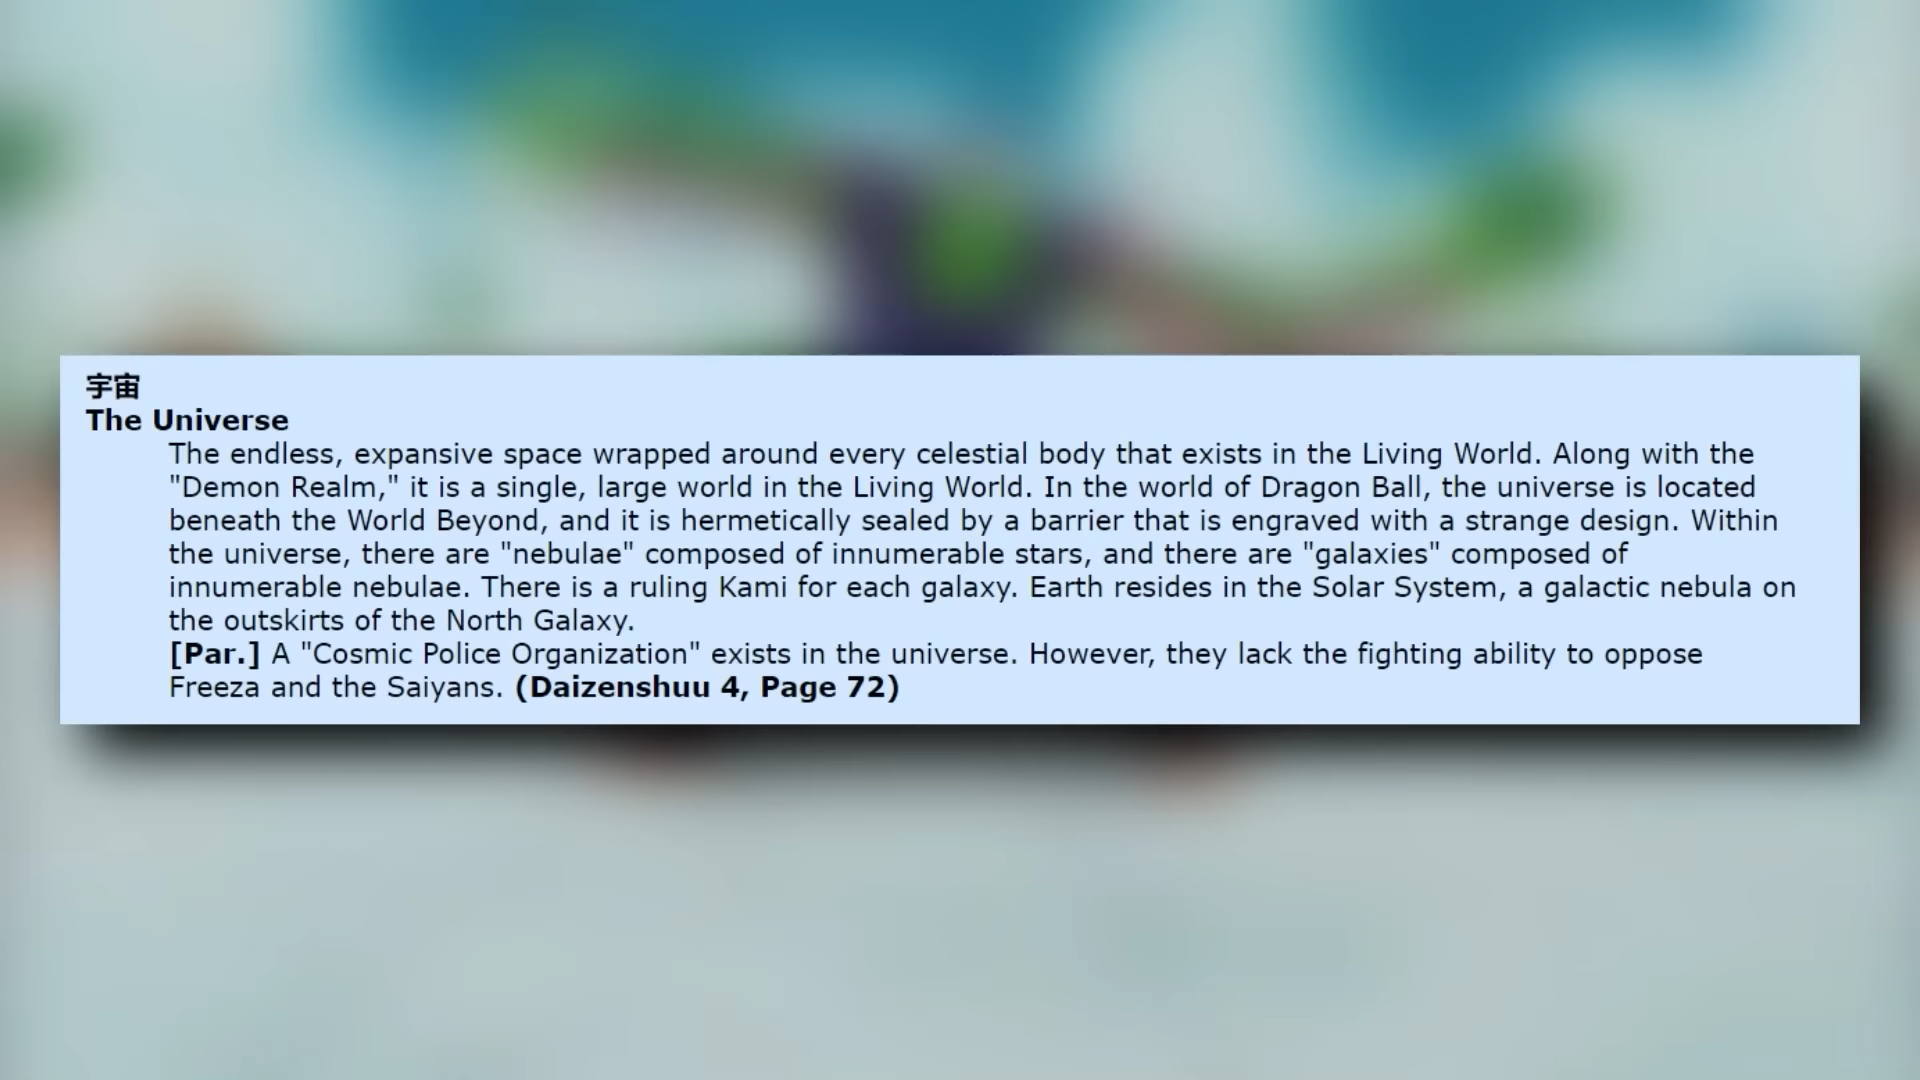 宇宙
The Universe
The endless, expansive space wrapped around every celestial body that exists in the Living World. Along with the
"Demon Realm," it is a single, large world in the Living World. In the world of Dragon Ball, the universe is located
beneath the World Beyond, and it is hermetically sealed by a barrier that is engraved with a strange design. Within
the universe, there are "nebulae" composed of innumerable stars, and there are "galaxies" composed of
innumerable nebulae. There is a ruling Kami for each galaxy. Earth resides in the Solar System, a galactic nebula on
the outskirts of the North Galaxy.
[Par.] A "Cosmic Police Organization" exists in the universe. However, they lack the fighting ability to oppose
Freeza and the Saiyans. (Daizenshuu 4, Page 72)